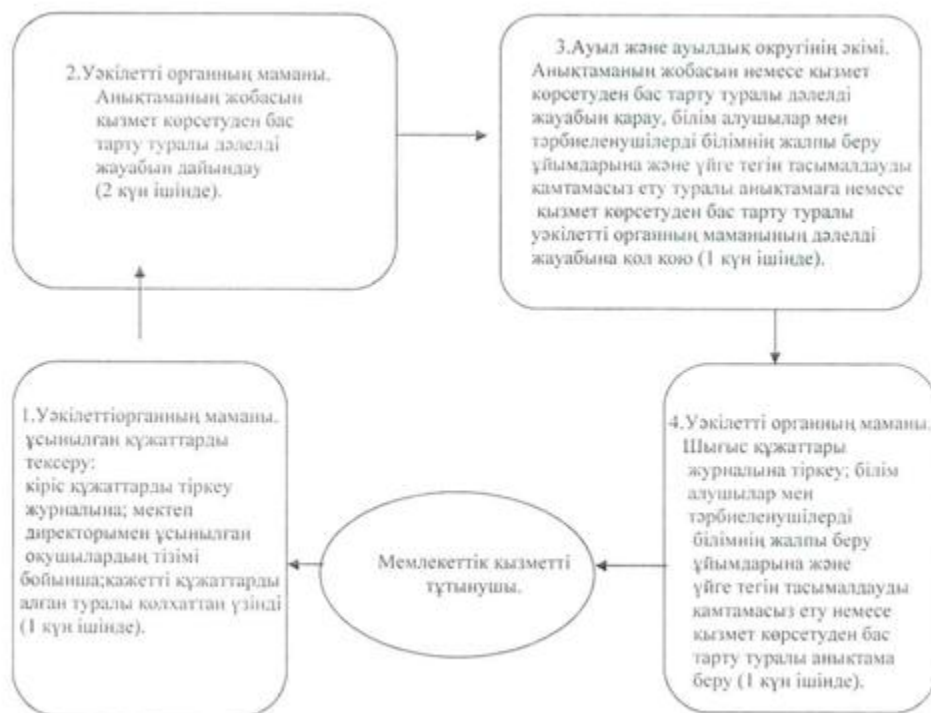 2.Уәкілетті органның маманы.
Анықтаманың жобасын
қызмет көрсетуден бас
тарту туралы дәлелді
жауабын дайындау
(2 күн ішінде).
3.Ауыл және ауылдық округінің әкімі.
Анықтаманың жобасын немесе қызмет
көрсетуден бас тарту туралы дәлелді
жауабын қарау, білім алушылар мен
тәрбиеленушілерді білімнің жалпы беру
ұйымдарына және үйге тегін тасымалдауды
қамтамасыз ету туралы анықтамаға немесе
қызмет көрсетуден бас тарту туралы
уәкілетті органның маманының дәлелді
жауабына қол қою (1 күн ішінде).
1.Уәкілеттіорганның маманы.
ұсынылған құжаттарды
тексеру:
кіріс құжаттарды тіркеу
журналына; мектеп
директорымен ұсынылған
оқушылардың тізімі
бойынша;қажетті құжаттарды
алған туралы қолхаттан үзінді
(1 күн ішінде).
Мемлекеттік қызметті
тұтынушы.
4.Уәкілетті органның маманы.
Шығыс құжаттары
журналына тіркеу; білім
алушылар мен
тәрбиеленушілерді
білімнің жалпы беру
ұйымдарына және
үйге тегін тасымалдауды
қамтамасыз ету немесе
қызмет көрсетуден бас
тарту туралы анықтама
беру (1 күн ішінде).